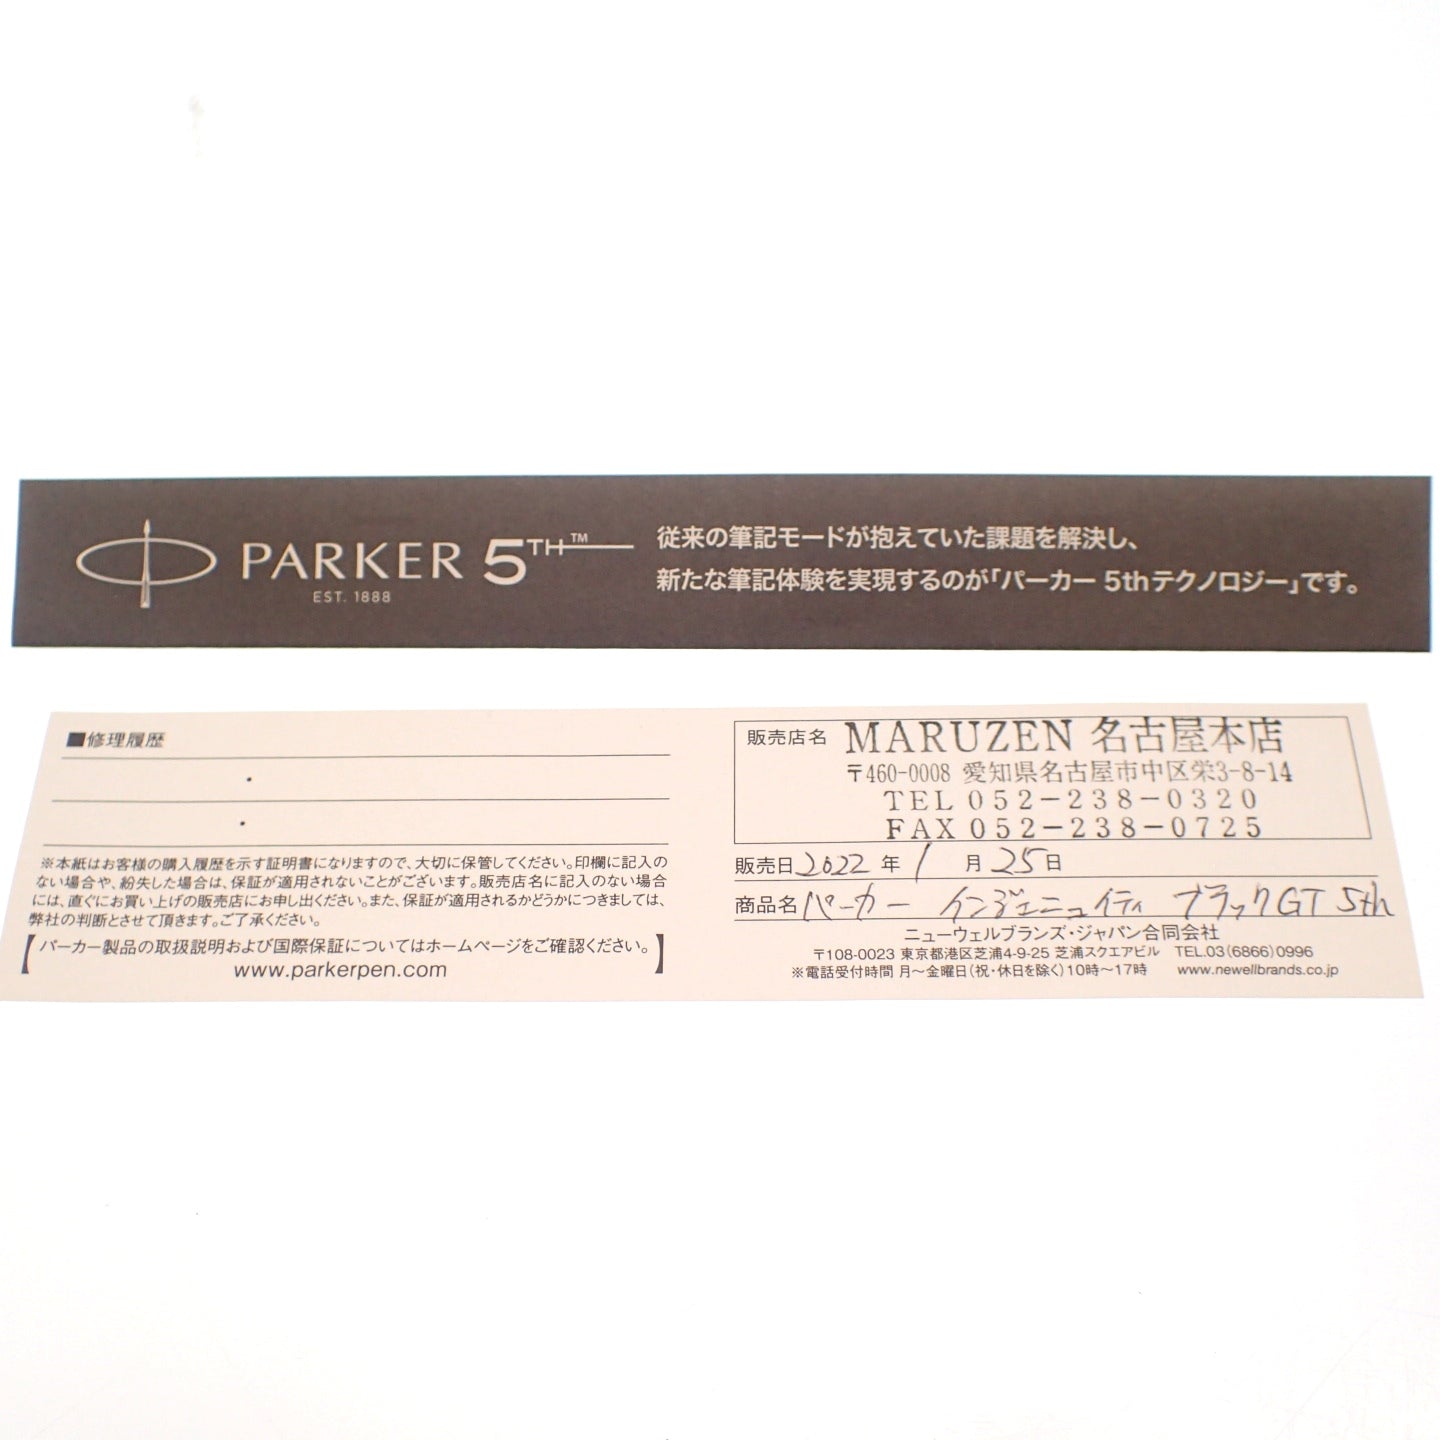 PARKER 5TH™
EST. 1888
従来の筆記モードが抱えていた課題を解決し、
新たな筆記体験を実現するのが「パーカー 5thテクノロジー」です。
■修理履歴
・
・
※本紙はお客様の購入履歴を示す証明書になりますので、大切に保管してください。印欄に記入の
ない場合や、紛失した場合は、保証が適用されないことがございます。販売店名に記入のない場合
には、直ぐにお買い上げの販売店にお申し出ください。また、保証が適用されるかどうかにつきましては、
弊社の判断とさせて頂きます。ご了承ください。
【パーカー製品の取扱説明および国際保証についてはホームページをご確認ください。
www.parkerpen.com】
販売店名 MARUZEN 名古屋本店
〒460-0008 愛知県名古屋市中区栄3-8-14
TEL 052-238-0320
FAX 052-238-0725
販売日 2022 年 1 月 25 日
商品名 パーカー インジェニュイティ ブラックGT 5th
ニューウェルブランズ・ジャパン合同会社
〒108-0023 東京都港区芝浦4-9-25 芝浦スクエアビル TEL.03(6866)0996
※電話受付時間 月〜金曜日(祝・休日を除く)10時〜17時 www.newellbrands.co.jp